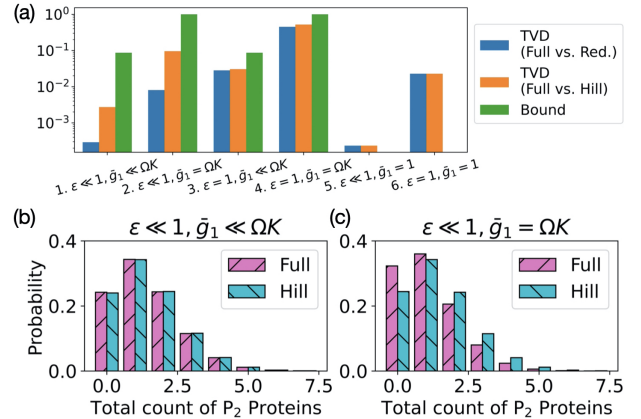 (a)
10⁰
10⁻¹
10⁻²
10⁻³
1. ε ≪ 1, ḡ₁ ≪ ΩK
2. ε ≪ 1, ḡ₁ = ΩK
3. ε = 1, ḡ₁ ≪ ΩK
4. ε = 1, ḡ₁ = ΩK
5. ε ≪ 1, ḡ₁ = 1
6. ε = 1, ḡ₁ = 1
TVD
(Full vs. Red.)
TVD
(Full vs. Hill)
Bound
(b)
ε ≪ 1, ḡ₁ ≪ ΩK
Probability
0.4
0.2
0.0
Full
Hill
0.0 2.5 5.0 7.5
Total count of P₂ Proteins
(c)
ε ≪ 1, ḡ₁ = ΩK
0.4
0.2
0.0
Full
Hill
0.0 2.5 5.0 7.5
Total count of P₂ Proteins